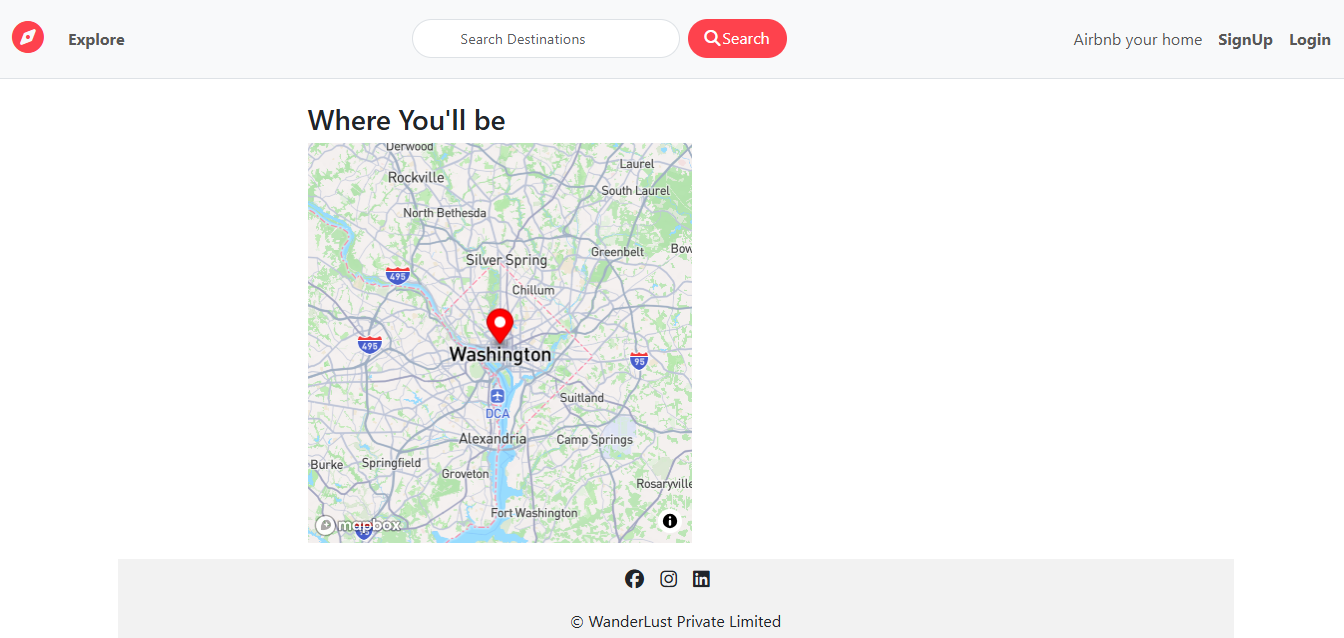 Explore
Search Destinations
Search
Airbnb your home
SignUp
Login
Where You'll be
Derwood
Laurel
Rockville
South Laurel
North Bethesda
Greenbelt
Bow
Silver Spring
495
Chillum
495
Washington
95
DCA
Suitland
Alexandria
Camp Springs
Burke
Springfield
Groveton
Rosaryville
Fort Washington
mapbox
95
© WanderLust Private Limited